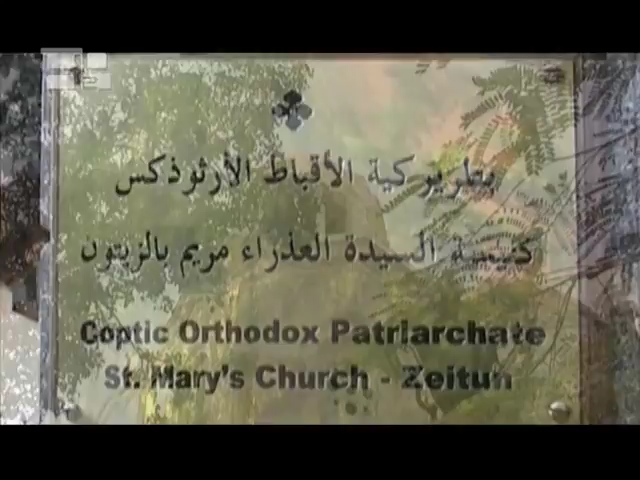 بطريركية الأقباط الأرثوذكس
كنيسة السيدة العذراء مريم بالزيتون
Coptic Orthodox Patriarchate
St. Mary's Church - Zeitun